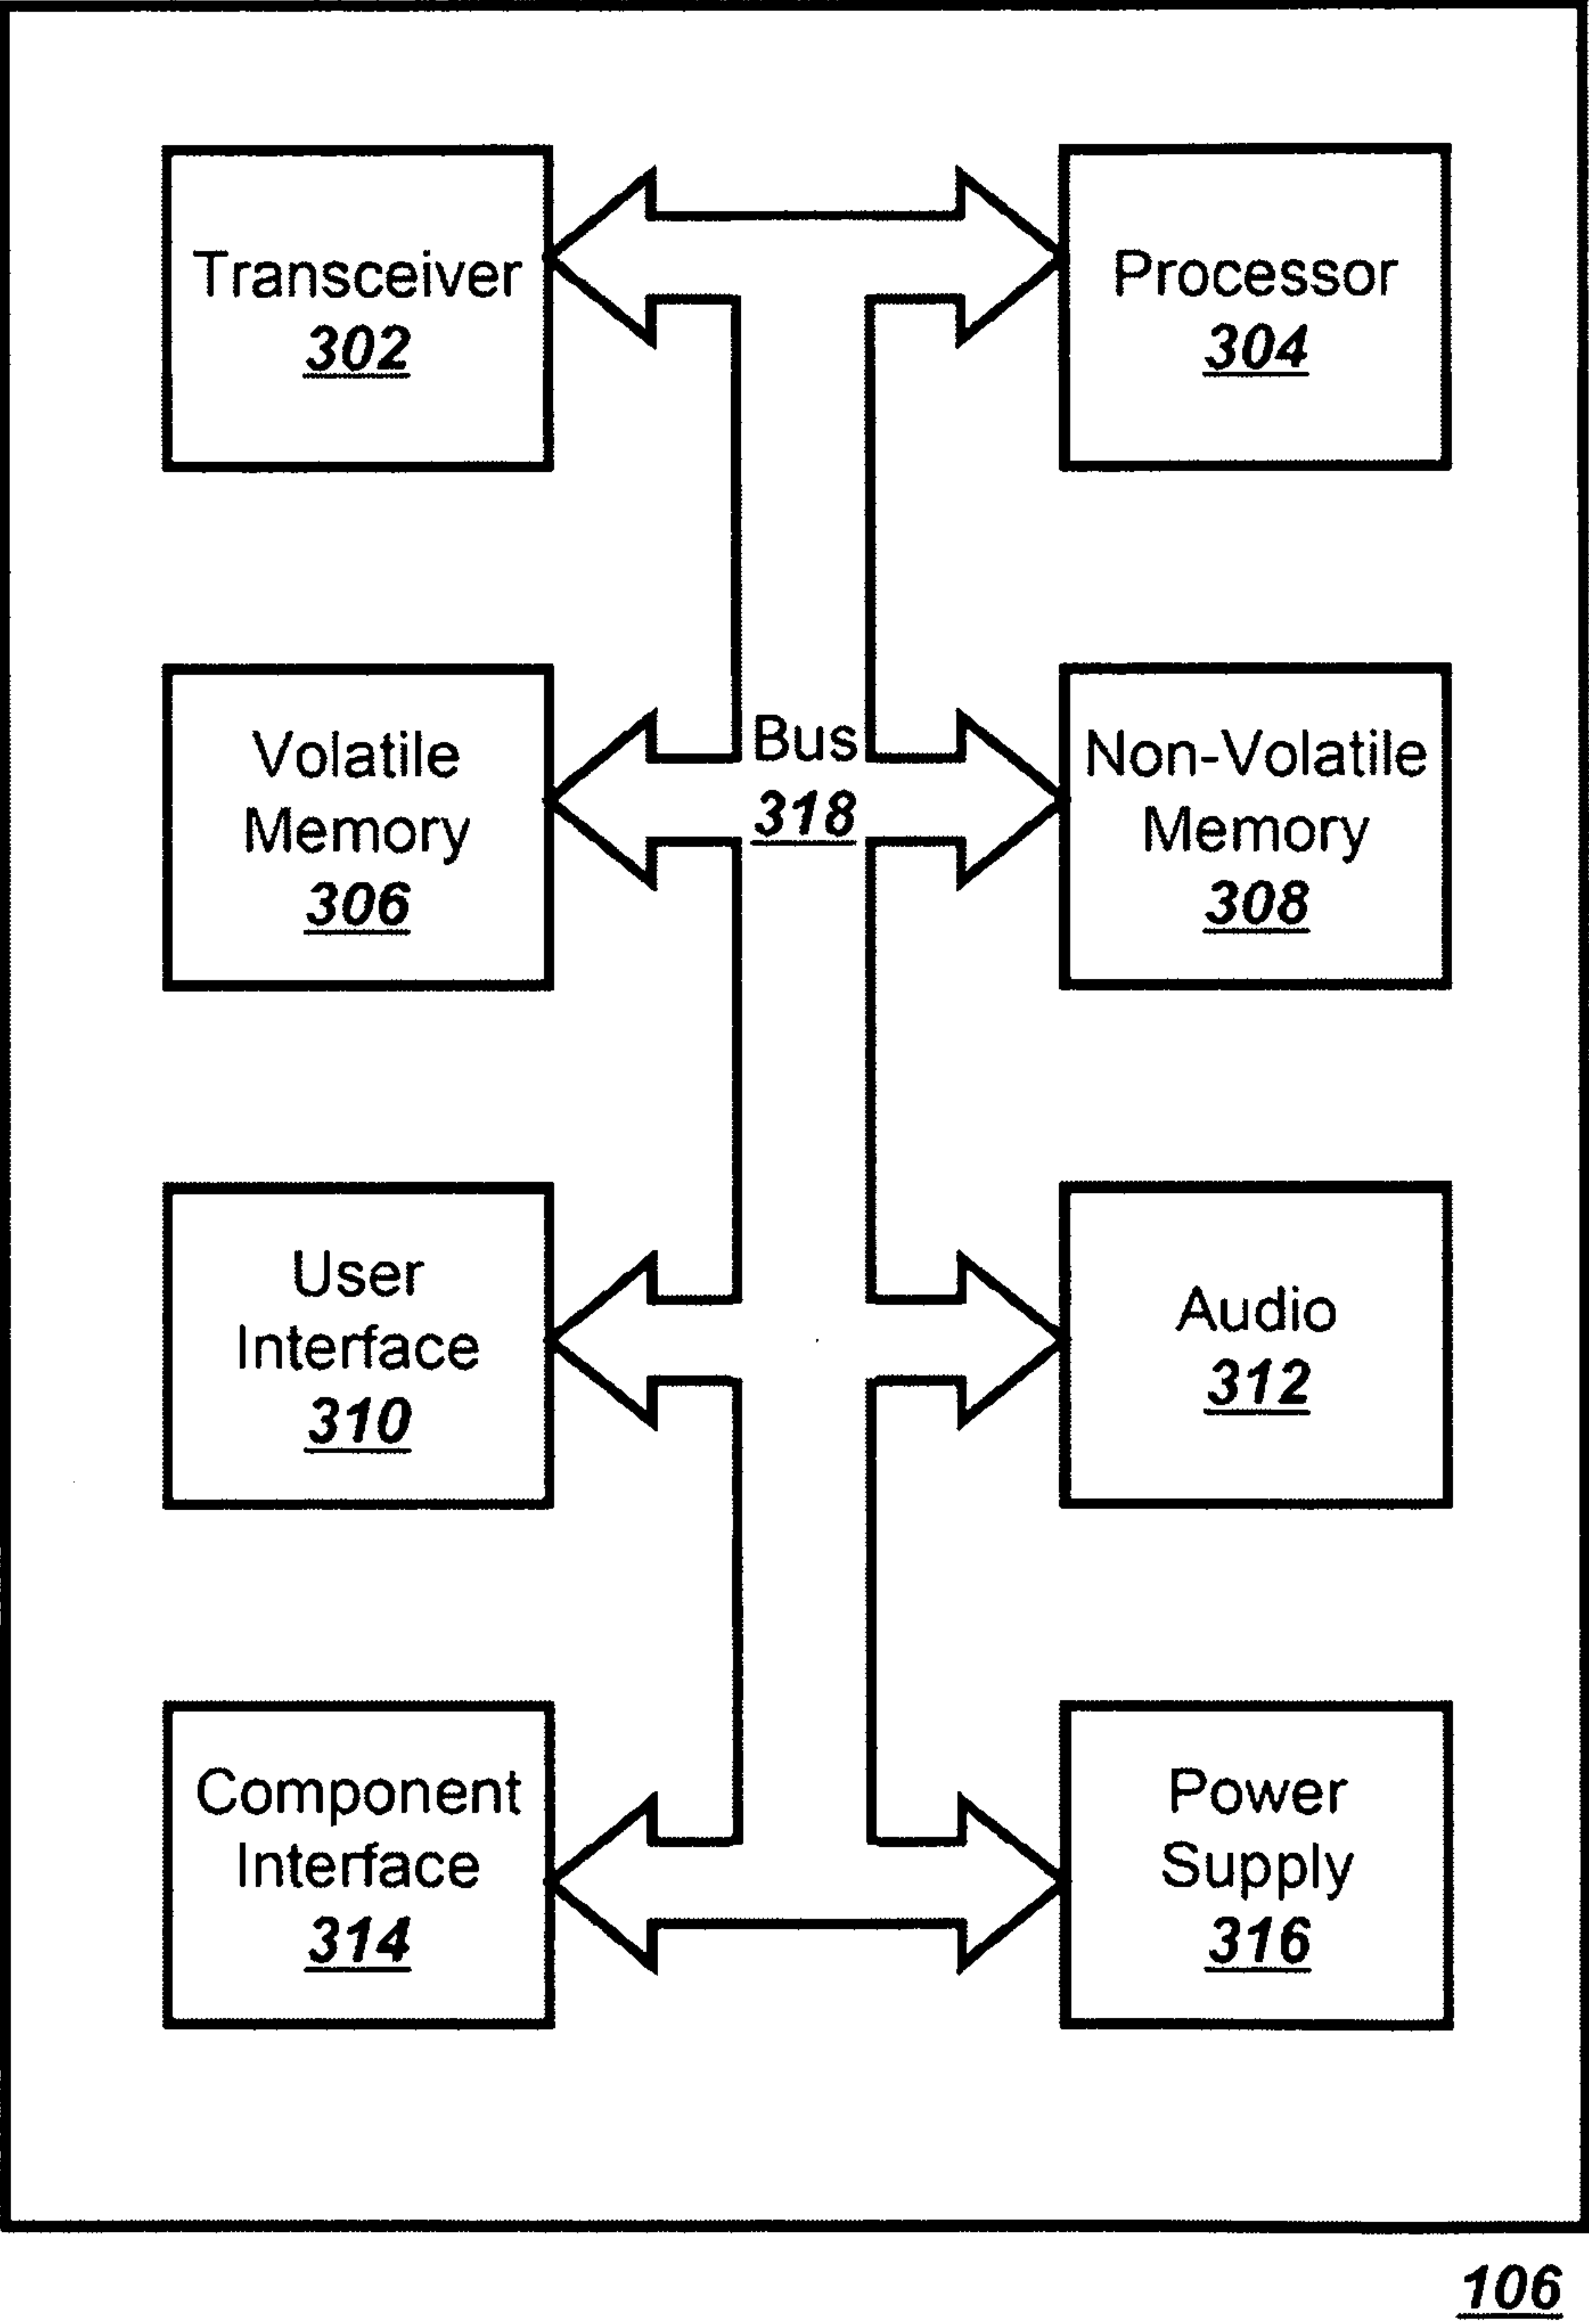 Transceiver
302
Processor
304
Volatile
Memory
306
Bus
318
Non-Volatile
Memory
308
User
Interface
310
Audio
312
Component
Interface
314
Power
Supply
316
106